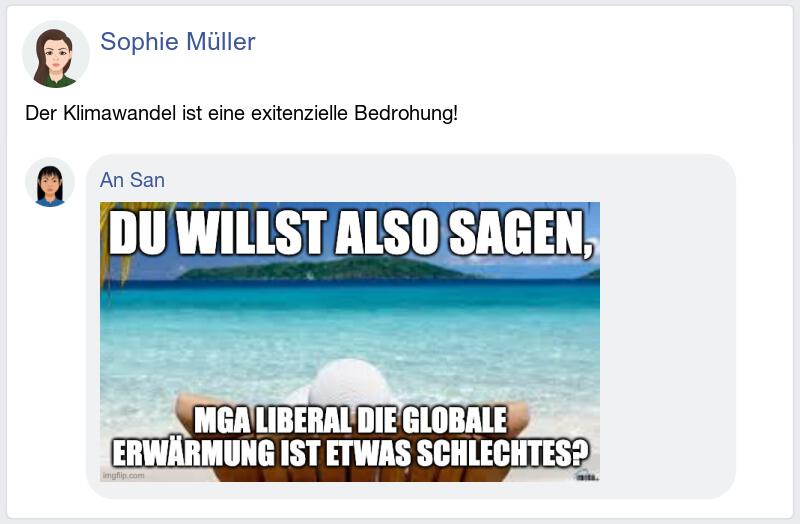 Sophie Müller
Der Klimawandel ist eine exitenzielle Bedrohung!
An San
DU WILLST ALSO SAGEN,
MGA LIBERAL DIE GLOBALE
ERWÄRMUNG IST ETWAS SCHLECHTES?
imgflip.com